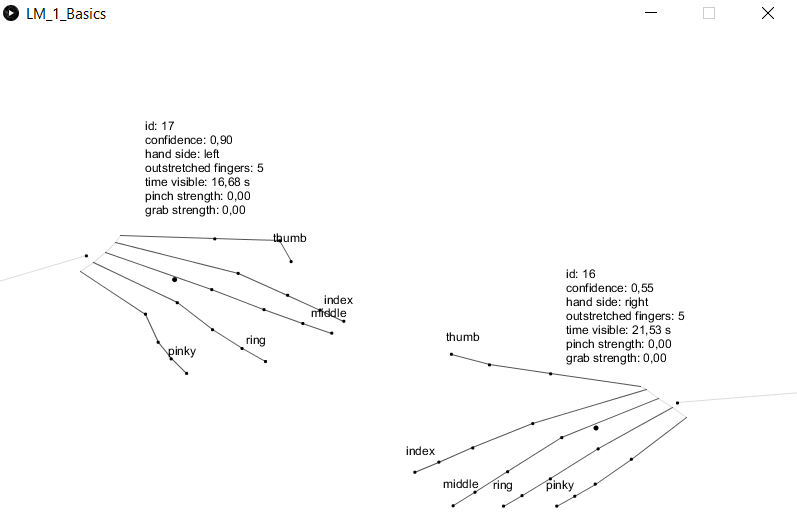 LM_1_Basics
id: 17
confidence: 0,90
hand side: left
outstretched fingers: 5
time visible: 16,68 s
pinch strength: 0,00
grab strength: 0,00
thumb
index
middle
ring
pinky
id: 16
confidence: 0,55
hand side: right
outstretched fingers: 5
time visible: 21,53 s
pinch strength: 0,00
grab strength: 0,00
thumb
index
middle
ring
pinky